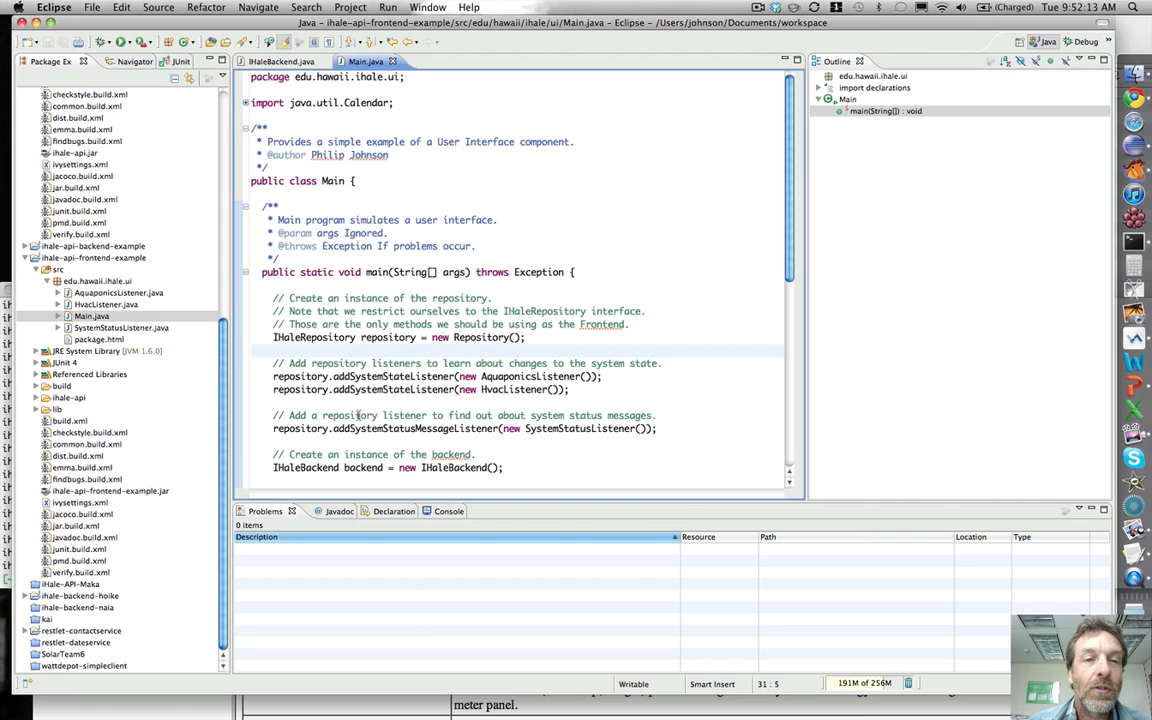 Eclipse File Edit Source Refactor Navigate Search Project Run Window Help
1 (Charged) Tue 9:52:13 AM
Java - ihale-api-frontend-example/src/edu/hawaii/ihale/ui/Main.java - Eclipse - /Users/johnson/Documents/workspace
Java Debug
Package Ex Navigator JUnit
IHaleBackend.java Main.java
Outline
checkstyle.build.xml
common.build.xml
dist.build.xml
emma.build.xml
findbugs.build.xml
ihale-api.jar
ivysettings.xml
jacoco.build.xml
jar.build.xml
javadoc.build.xml
junit.build.xml
pmd.build.xml
verify.build.xml
ihale-api-backend-example
ihale-api-frontend-example
src
edu.hawaii.ihale.ui
AquaponicsListener.java
HvacListener.java
Main.java
SystemStatusListener.java
package.html
JRE System Library [JVM 1.6.0]
JUnit 4
Referenced Libraries
build
ihale-api
lib
build.xml
checkstyle.build.xml
common.build.xml
dist.build.xml
emma.build.xml
findbugs.build.xml
ihale-api-frontend-example.jar
ivysettings.xml
jacoco.build.xml
jar.build.xml
javadoc.build.xml
junit.build.xml
pmd.build.xml
verify.build.xml
iHale-API-Maka
ihale-backend-hoike
ihale-backend-naia
kai
restlet-contactservice
restlet-dateservice
SolarTeam6
wattdepot-simpleclient
package edu.hawaii.ihale.ui;
import java.util.Calendar;
/**
* Provides a simple example of a User Interface component.
* @author Philip Johnson
*/
public class Main {
/**
* Main program simulates a user interface.
* @param args Ignored.
* @throws Exception If problems occur.
*/
public static void main(String[] args) throws Exception {
// Create an instance of the repository.
// Note that we restrict ourselves to the IHaleRepository interface.
// Those are the only methods we should be using as the Frontend.
IHaleRepository repository = new Repository();
// Add repository listeners to learn about changes to the system state.
repository.addSystemStateListener(new AquaponicsListener());
repository.addSystemStateListener(new HvacListener());
// Add a repository listener to find out about system status messages.
repository.addSystemStatusMessageListener(new SystemStatusListener());
// Create an instance of the backend.
IHaleBackend backend = new IHaleBackend();
edu.hawaii.ihale.ui
import declarations
Main
main(String[]) : void
Problems Javadoc Declaration Console
0 items
Description Resource Path Location Type
Writable Smart Insert 31 : 5 191M of 256M
meter panel.